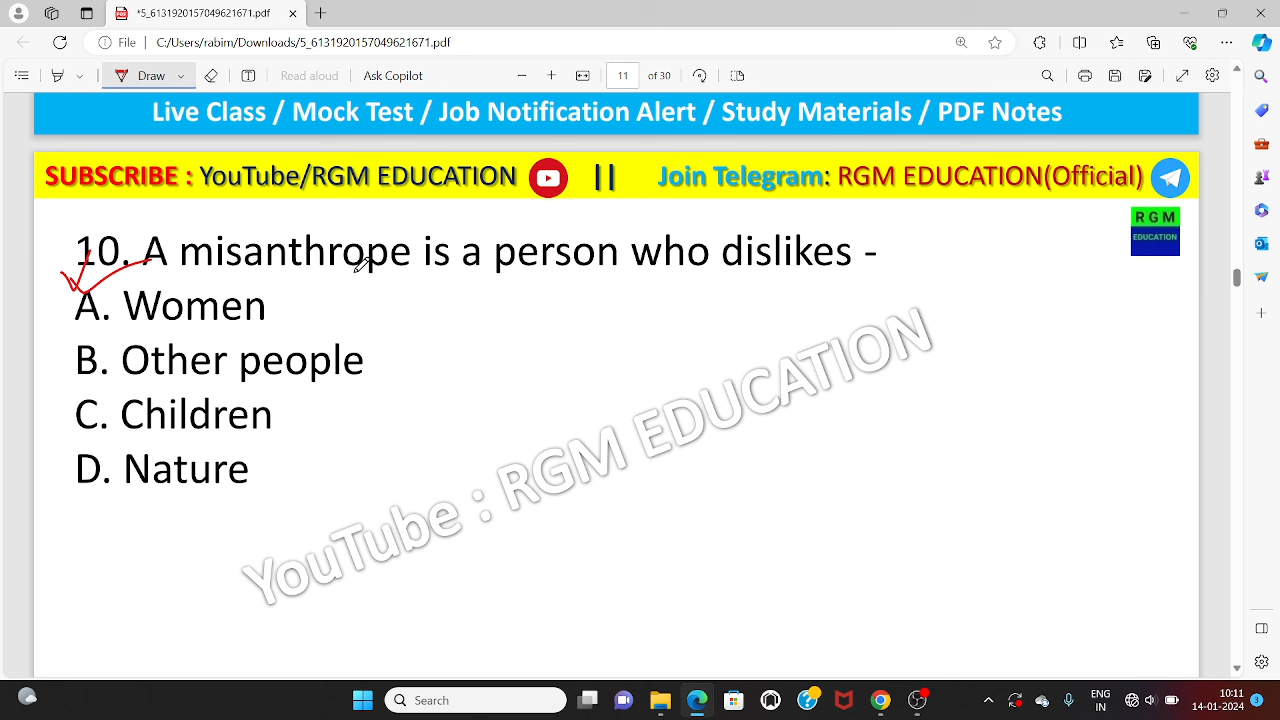 *5_6131920157049621671.pdf
File C:/Users/rabim/Downloads/5_6131920157049621671.pdf
Draw Read aloud Ask Copilot 11 of 30
Live Class / Mock Test / Job Notification Alert / Study Materials / PDF Notes
SUBSCRIBE : YouTube/RGM EDUCATION || Join Telegram: RGM EDUCATION(Official)
RGM
EDUCATION
10. A misanthrope is a person who dislikes -
A. Women
B. Other people
C. Children
D. Nature
YouTube : RGM EDUCATION
Search
ENG
IN
10:11
14-01-2024
3